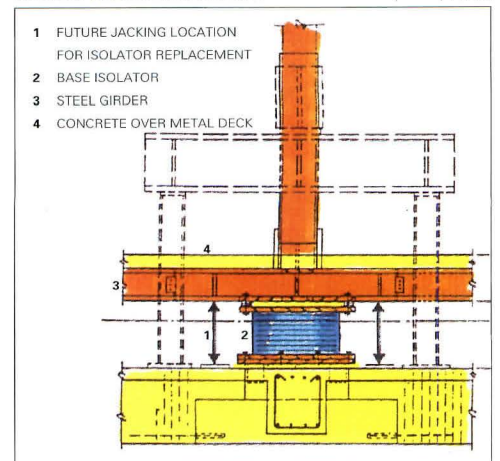 1 FUTURE JACKING LOCATION
FOR ISOLATOR REPLACEMENT
2 BASE ISOLATOR
3 STEEL GIRDER
4 CONCRETE OVER METAL DECK
4
3
1 2